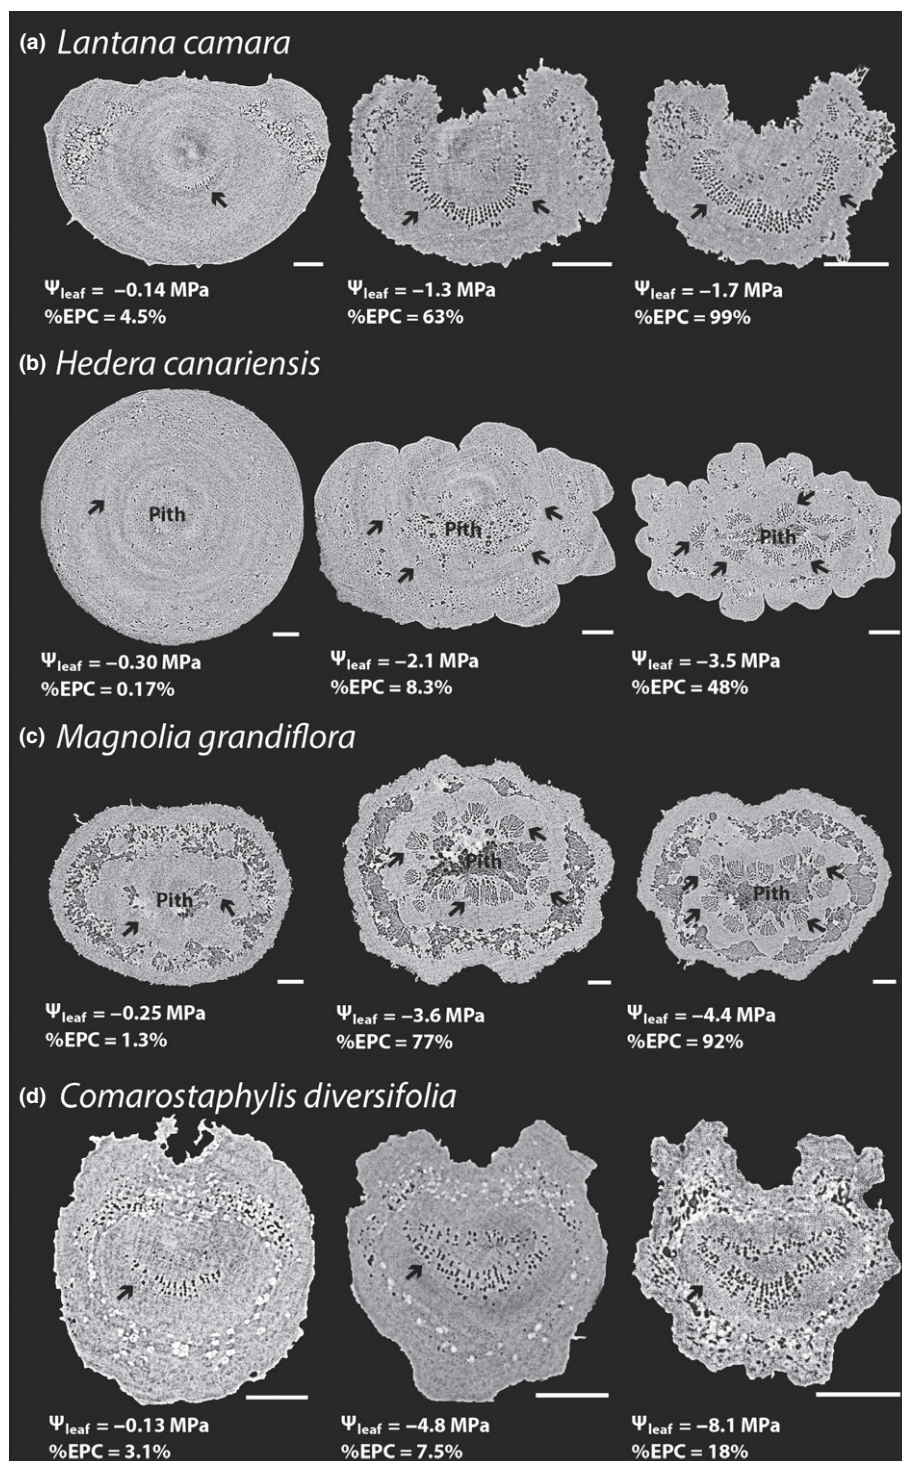 (a) Lantana camara
Ψleaf = –0.14 MPa
%EPC = 4.5%
Ψleaf = –1.3 MPa
%EPC = 63%
Ψleaf = –1.7 MPa
%EPC = 99%
(b) Hedera canariensis
Pith
Pith
Pith
Ψleaf = –0.30 MPa
%EPC = 0.17%
Ψleaf = –2.1 MPa
%EPC = 8.3%
Ψleaf = –3.5 MPa
%EPC = 48%
(c) Magnolia grandiflora
Pith
Pith
Pith
Ψleaf = –0.25 MPa
%EPC = 1.3%
Ψleaf = –3.6 MPa
%EPC = 77%
Ψleaf = –4.4 MPa
%EPC = 92%
(d) Comarostaphylis diversifolia
Ψleaf = –0.13 MPa
%EPC = 3.1%
Ψleaf = –4.8 MPa
%EPC = 7.5%
Ψleaf = –8.1 MPa
%EPC = 18%